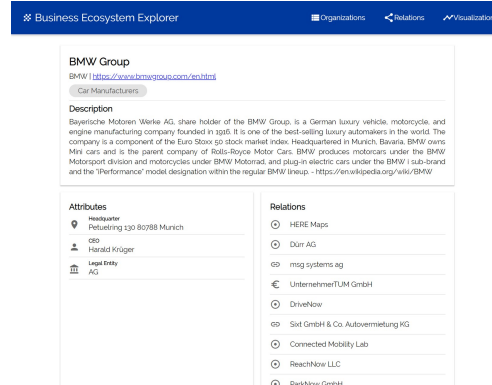 Business Ecosystem Explorer
Organizations
Relations
Visualization
BMW Group
BMW | https://www.bmwgroup.com/en.html
Car Manufacturers
Description
Bayerische Motoren Werke AG, share holder of the BMW Group, is a German luxury vehicle, motorcycle, and
engine manufacturing company founded in 1916. It is one of the best-selling luxury automakers in the world. The
company is a component of the Euro Stoxx 50 stock market index. Headquartered in Munich, Bavaria, BMW owns
Mini cars and is the parent company of Rolls-Royce Motor Cars. BMW produces motorcars under the BMW
Motorsport division and motorcycles under BMW Motorrad, and plug-in electric cars under the BMW i sub-brand
and the "iPerformance" model designation within the regular BMW lineup. - https://en.wikipedia.org/wiki/BMW
Attributes
Headquarter
Petuelring 130 80788 Munich
CEO
Harald Krüger
Legal Entity
AG
Relations
HERE Maps
Dürr AG
msg systems ag
UnternehmerTUM GmbH
DriveNow
Sixt GmbH & Co. Autovermietung KG
Connected Mobility Lab
ReachNow LLC
ParkNow GmbH